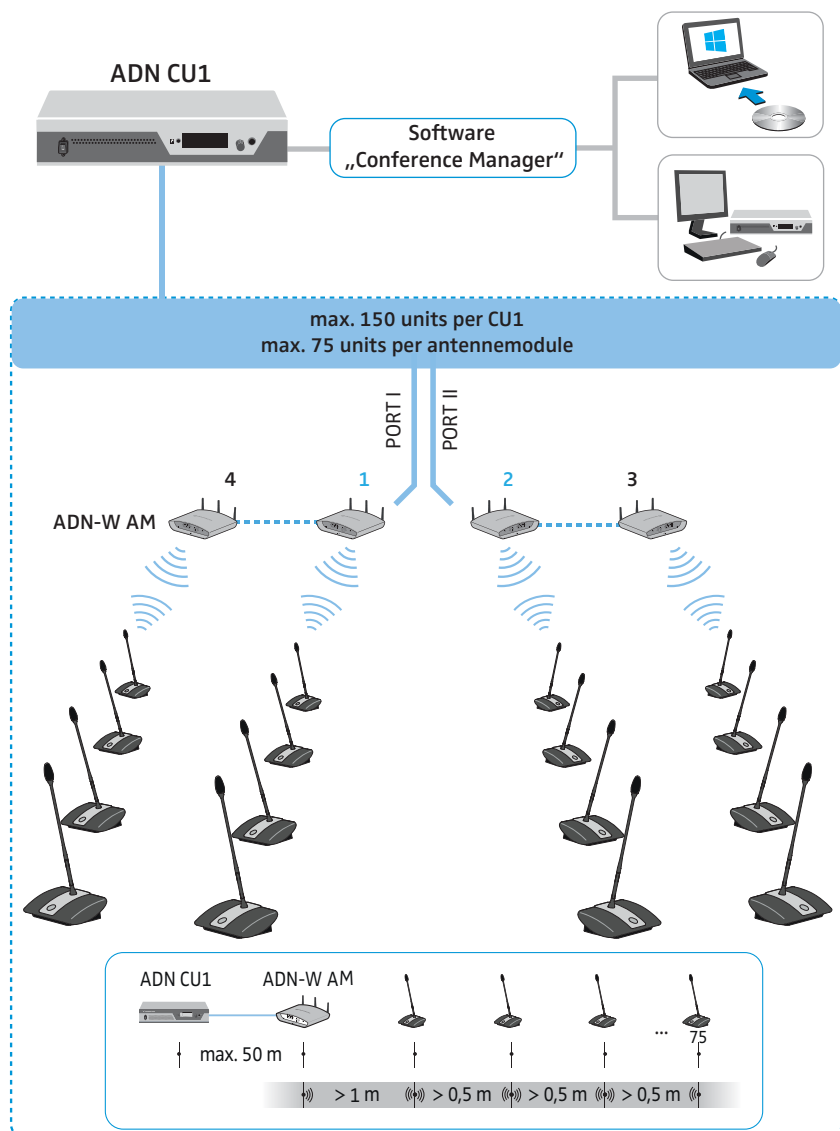 ADN CU1
Software
„Conference Manager“
max. 150 units per CU1
max. 75 units per antennemodule
PORT I
PORT II
4
1
2
3
ADN-W AM
ADN CU1
ADN-W AM
...
75
max. 50 m
> 1 m
> 0,5 m
> 0,5 m
> 0,5 m